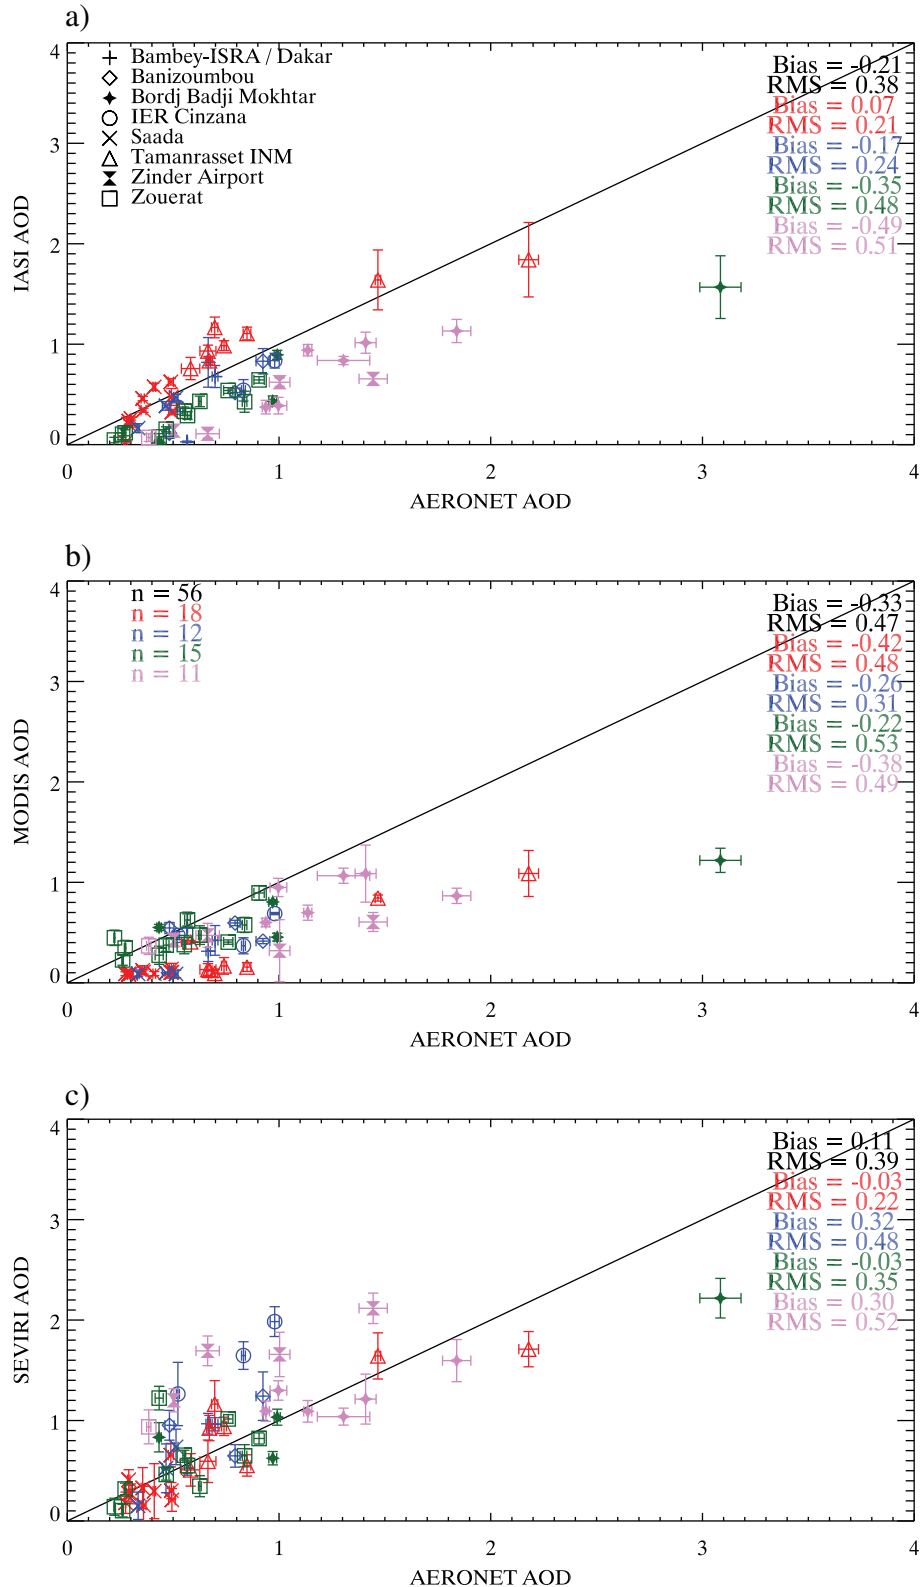 a)
4
3
2
1
0
IASI AOD
Bambey-ISRA / Dakar
Banizoumbou
Bordj Badji Mokhtar
IER Cinzana
Saada
Tamanrasset INM
Zinder Airport
Zouerat
Bias = -0.21
RMS = 0.38
Bias = 0.07
RMS = 0.21
Bias = -0.17
RMS = 0.24
Bias = -0.35
RMS = 0.48
Bias = -0.49
RMS = 0.51
0 1 2 3 4
AERONET AOD
b)
4
3
2
1
0
MODIS AOD
n = 56
n = 18
n = 12
n = 15
n = 11
Bias = -0.33
RMS = 0.47
Bias = -0.42
RMS = 0.48
Bias = -0.26
RMS = 0.31
Bias = -0.22
RMS = 0.53
Bias = -0.38
RMS = 0.49
0 1 2 3 4
AERONET AOD
c)
4
3
2
1
0
SEVIRI AOD
Bias = 0.11
RMS = 0.39
Bias = -0.03
RMS = 0.22
Bias = 0.32
RMS = 0.48
Bias = -0.03
RMS = 0.35
Bias = 0.30
RMS = 0.52
0 1 2 3 4
AERONET AOD